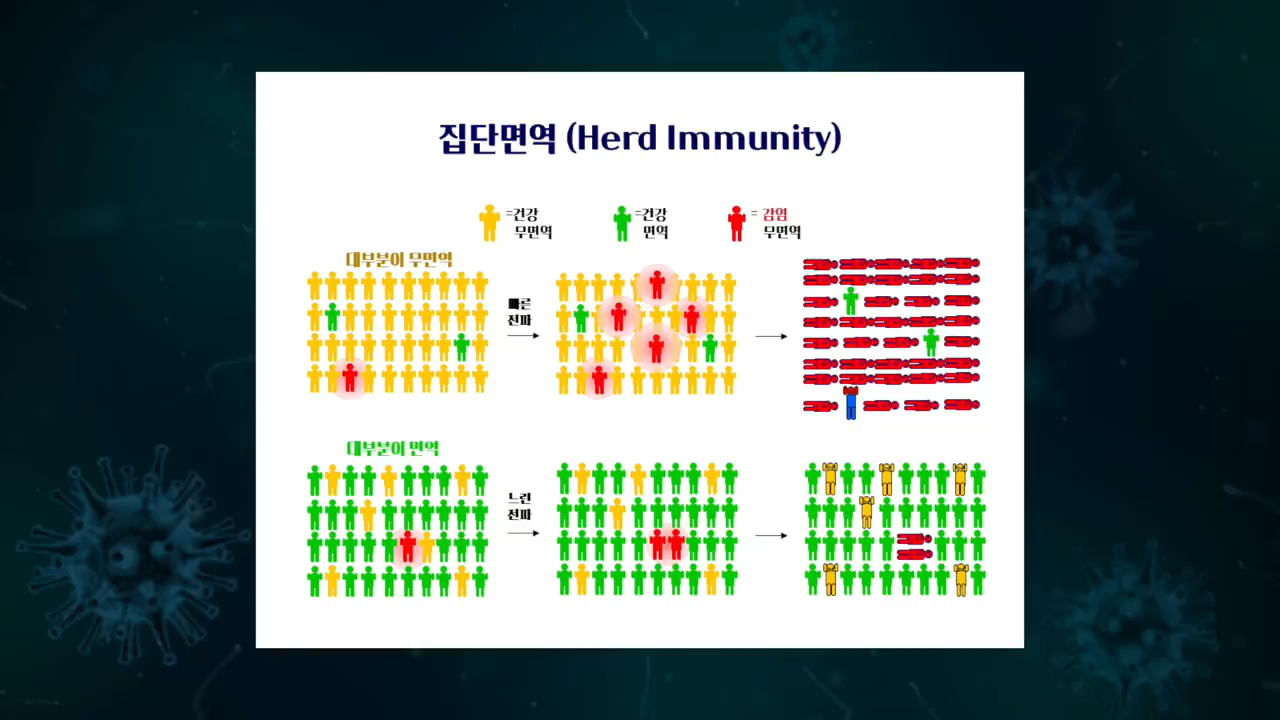 집단면역 (Herd Immunity)
=건강
무면역
=건강
면역
= 감염
무면역
대부분이 무면역
빠른
전파
대부분이 면역
느린
전파